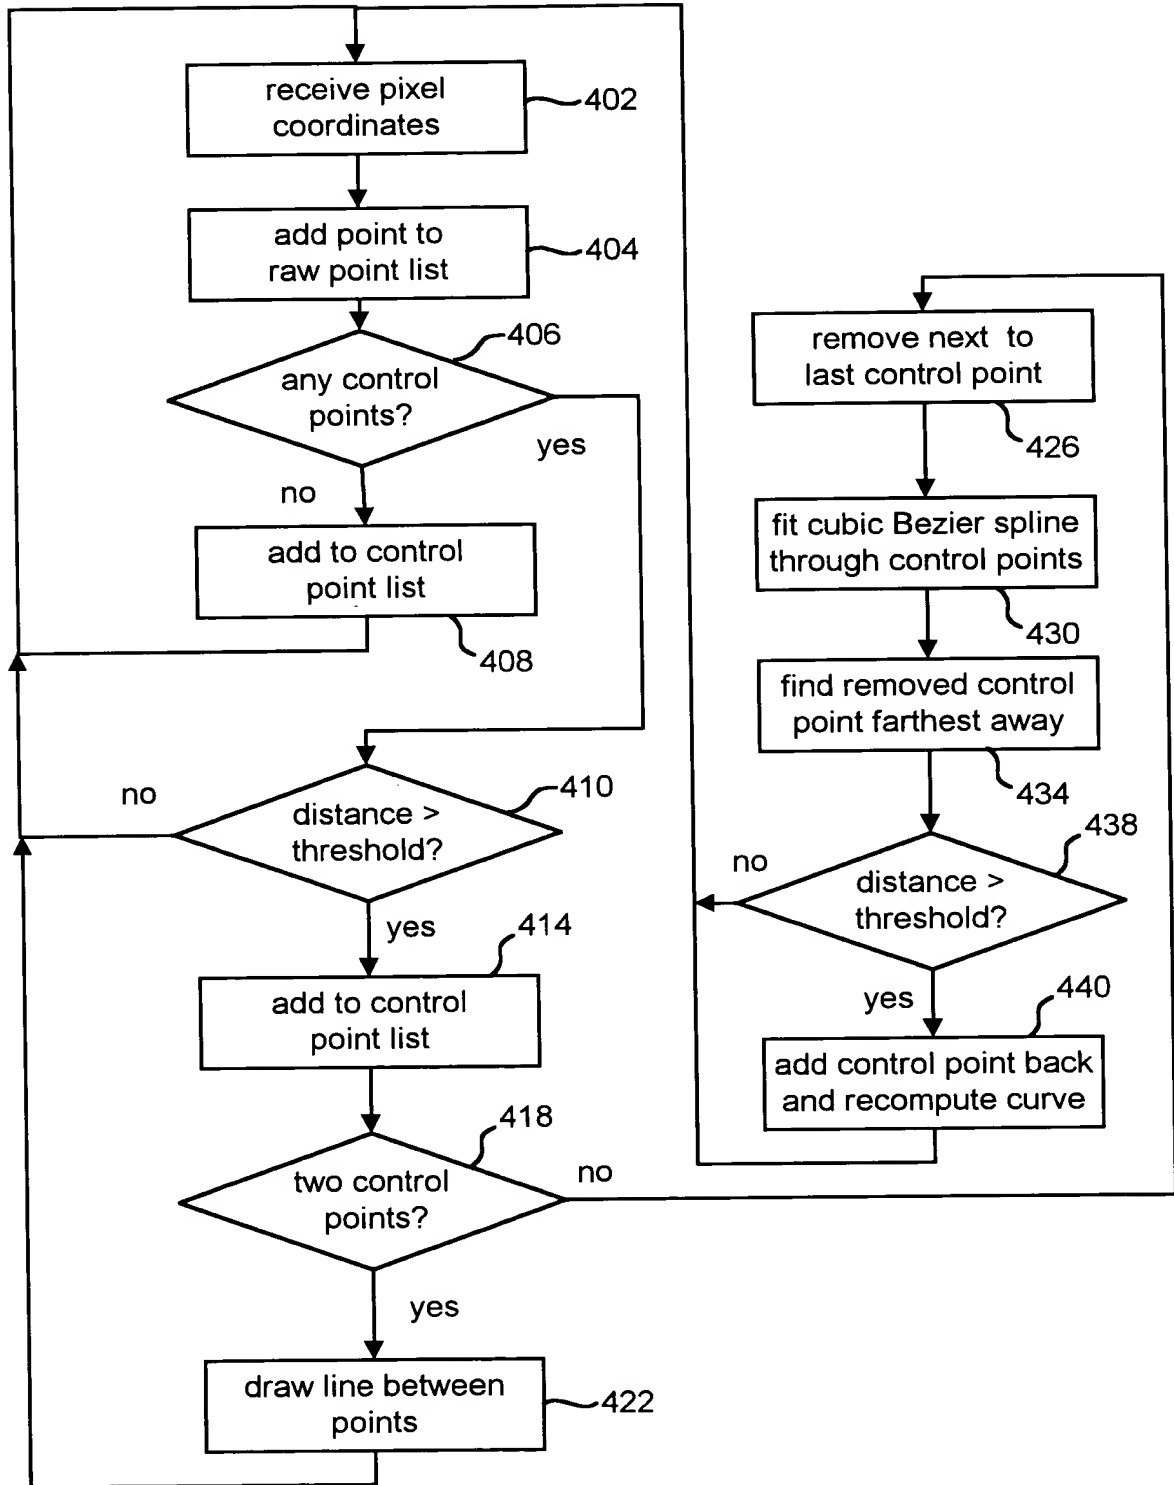 receive pixel
coordinates
402
add point to
raw point list
404
406
any control
points?
yes
no
add to control
point list
408
no
410
distance >
threshold?
yes
414
add to control
point list
418
two control
points?
no
yes
draw line between
points
422
remove next to
last control point
426
fit cubic Bezier spline
through control points
430
find removed control
point farthest away
434
438
no
distance >
threshold?
yes
440
add control point back
and recompute curve